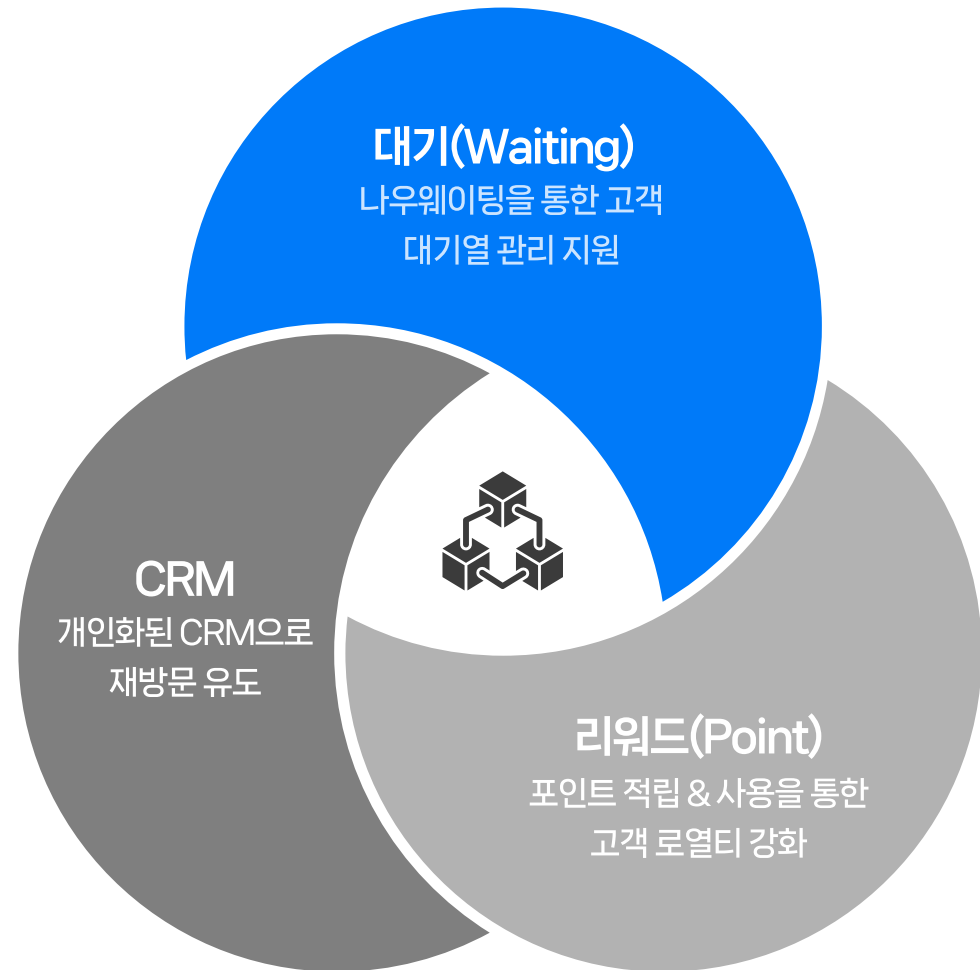 대기(Waiting)
나우웨이팅을 통한 고객
대기열 관리 지원
CRM
개인화된 CRM으로
재방문 유도
리워드(Point)
포인트 적립 & 사용을 통한
고객 로열티 강화